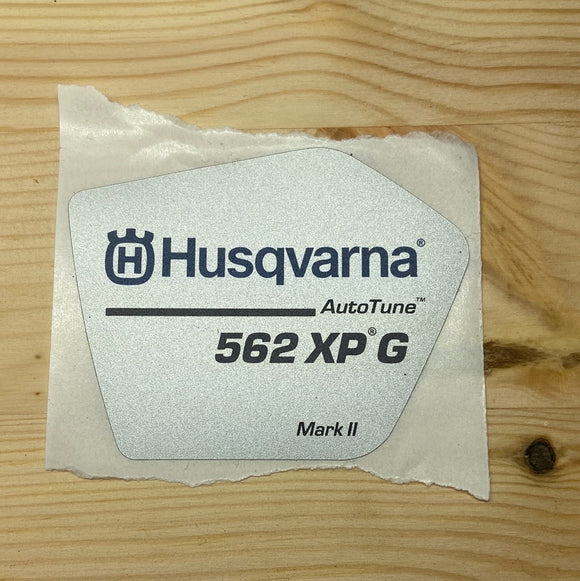 H Husqvarna®
AutoTune™
562 XP® G
Mark II